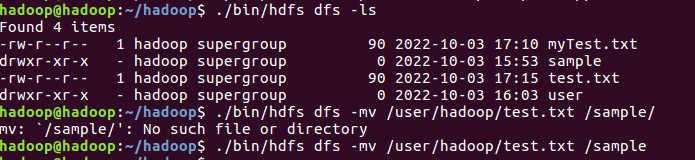 hadoop@hadoop:~/hadoop$ ./bin/hdfs dfs -ls
Found 4 items
-rw-r--r--   1 hadoop supergroup         90 2022-10-03 17:10 myTest.txt
drwxr-xr-x   - hadoop supergroup          0 2022-10-03 15:53 sample
-rw-r--r--   1 hadoop supergroup         90 2022-10-03 17:15 test.txt
drwxr-xr-x   - hadoop supergroup          0 2022-10-03 16:03 user
hadoop@hadoop:~/hadoop$ ./bin/hdfs dfs -mv /user/hadoop/test.txt /sample/
mv: `/sample/': No such file or directory
hadoop@hadoop:~/hadoop$ ./bin/hdfs dfs -mv /user/hadoop/test.txt /sample